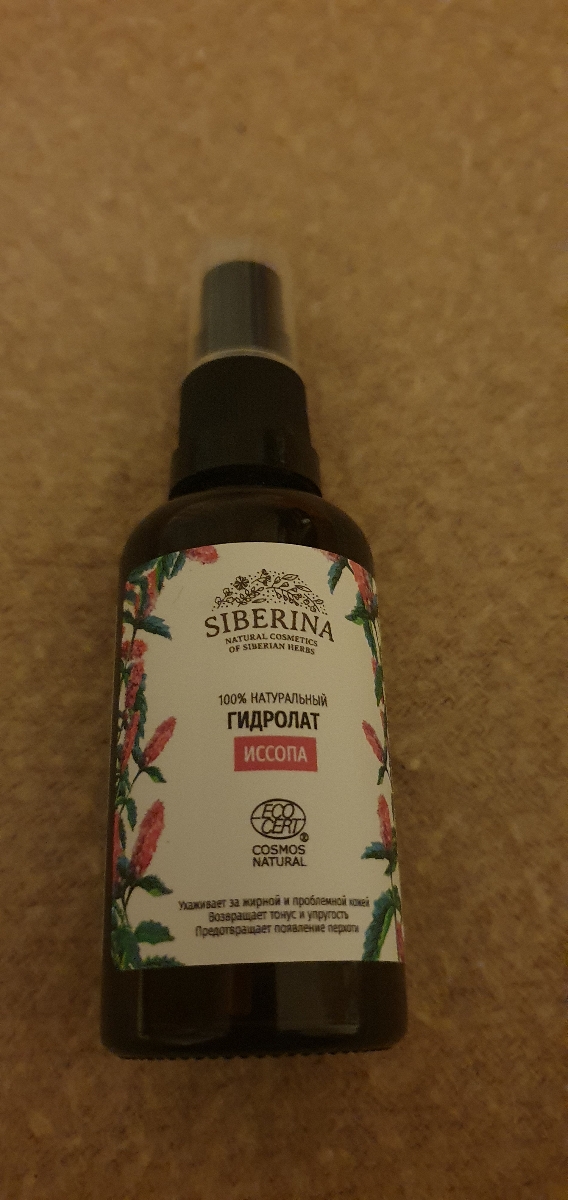 SIBERINA
NATURAL COSMETICS
OF SIBERIAN HERBS
100% НАТУРАЛЬНЫЙ
ГИДРОЛАТ
ИССОПА
ECO
CERT
®
COSMOS
NATURAL
Ухаживает за жирной и проблемной кожей
Возвращает тонус и упругость
Предотвращает появление перхоти